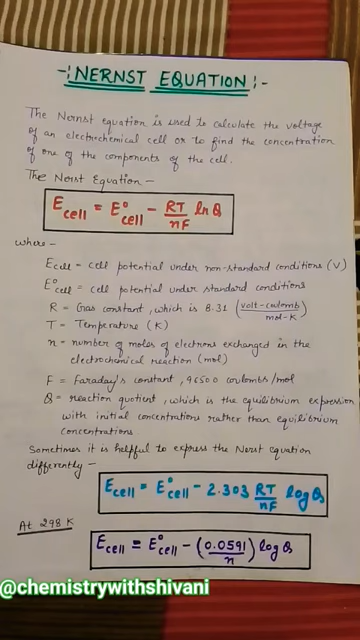 -: NERNST EQUATION :-
The Nernst equation is used to calculate the voltage
of an electrochemical cell or to find the concentration
of one of the components of the cell.
The Nerst Equation -
E cell = E° cell - RT/nF ln Q
where -
Ecell - cell potential under non-standard conditions (V)
E°cell = cell potential under standard conditions
R - Gas constant, which is 8.31 (volt-coulomb/mol-K)
T - Temperature (K)
n - number of moles of electrons exchanged in the
electrochemical reaction (mol)
F = Faraday's constant, 96500 coulombs/mol
Q = reaction quotient, which is the equilibrium expression
with initial concentrations rather than equilibrium
concentrations
Sometimes it is helpful to express the Nerst equation
differently -
E cell = E° cell - 2.303 RT/nF log Q
At 298 K
E cell = E° cell - (0.0591/n) log Q
@chemistrywithshivani